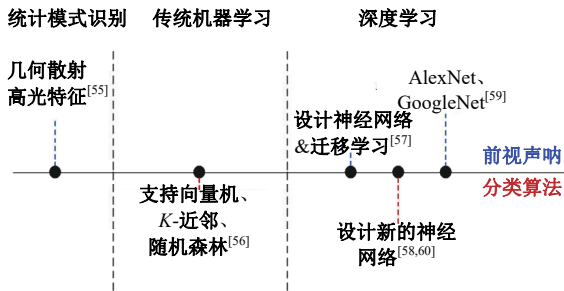 统计模式识别
传统机器学习
深度学习
几何散射
高光特征[55]
支持向量机、
K-近邻、
随机森林[56]
设计神经网络
&迁移学习[57]
AlexNet、
GoogleNet[59]
设计新的神经
网络[58,60]
前视声呐
分类算法